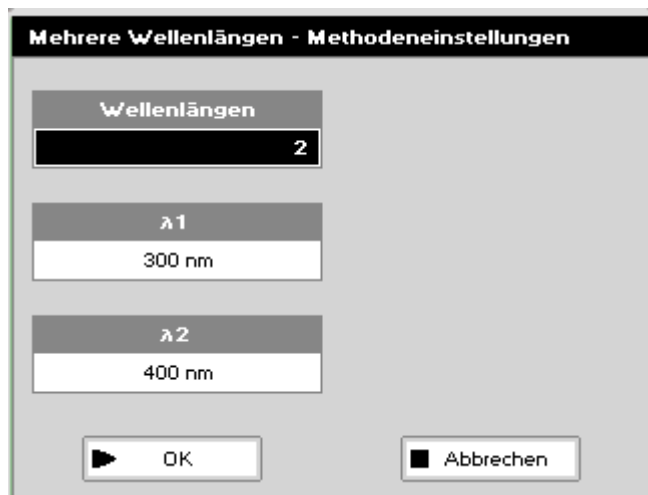 Mehrere Wellenlängen - Methodeneinstellungen
Wellenlängen
2
λ1
300 nm
λ2
400 nm
OK
Abbrechen